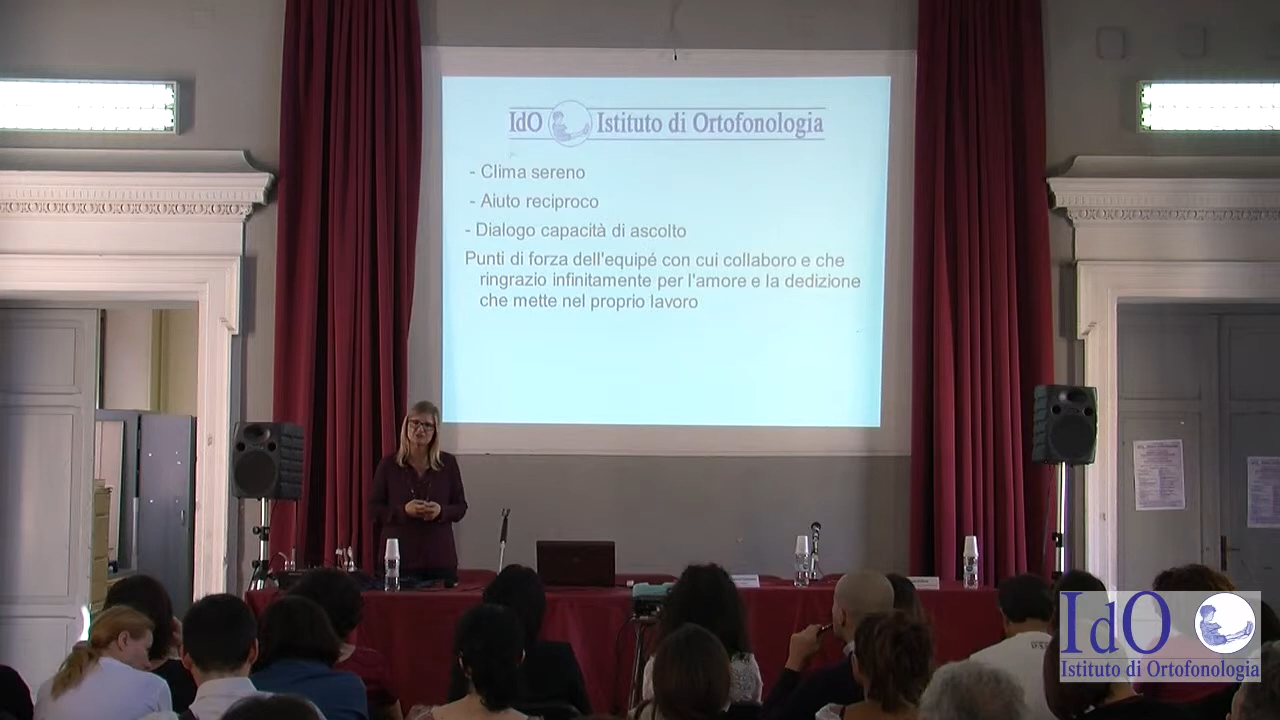 IdO Istituto di Ortofonologia
- Clima sereno
- Aiuto reciproco
- Dialogo capacità di ascolto
Punti di forza dell'equipé con cui collaboro e che
ringrazio infinitamente per l'amore e la dedizione
che mette nel proprio lavoro
IdO
Istituto di Ortofonologia